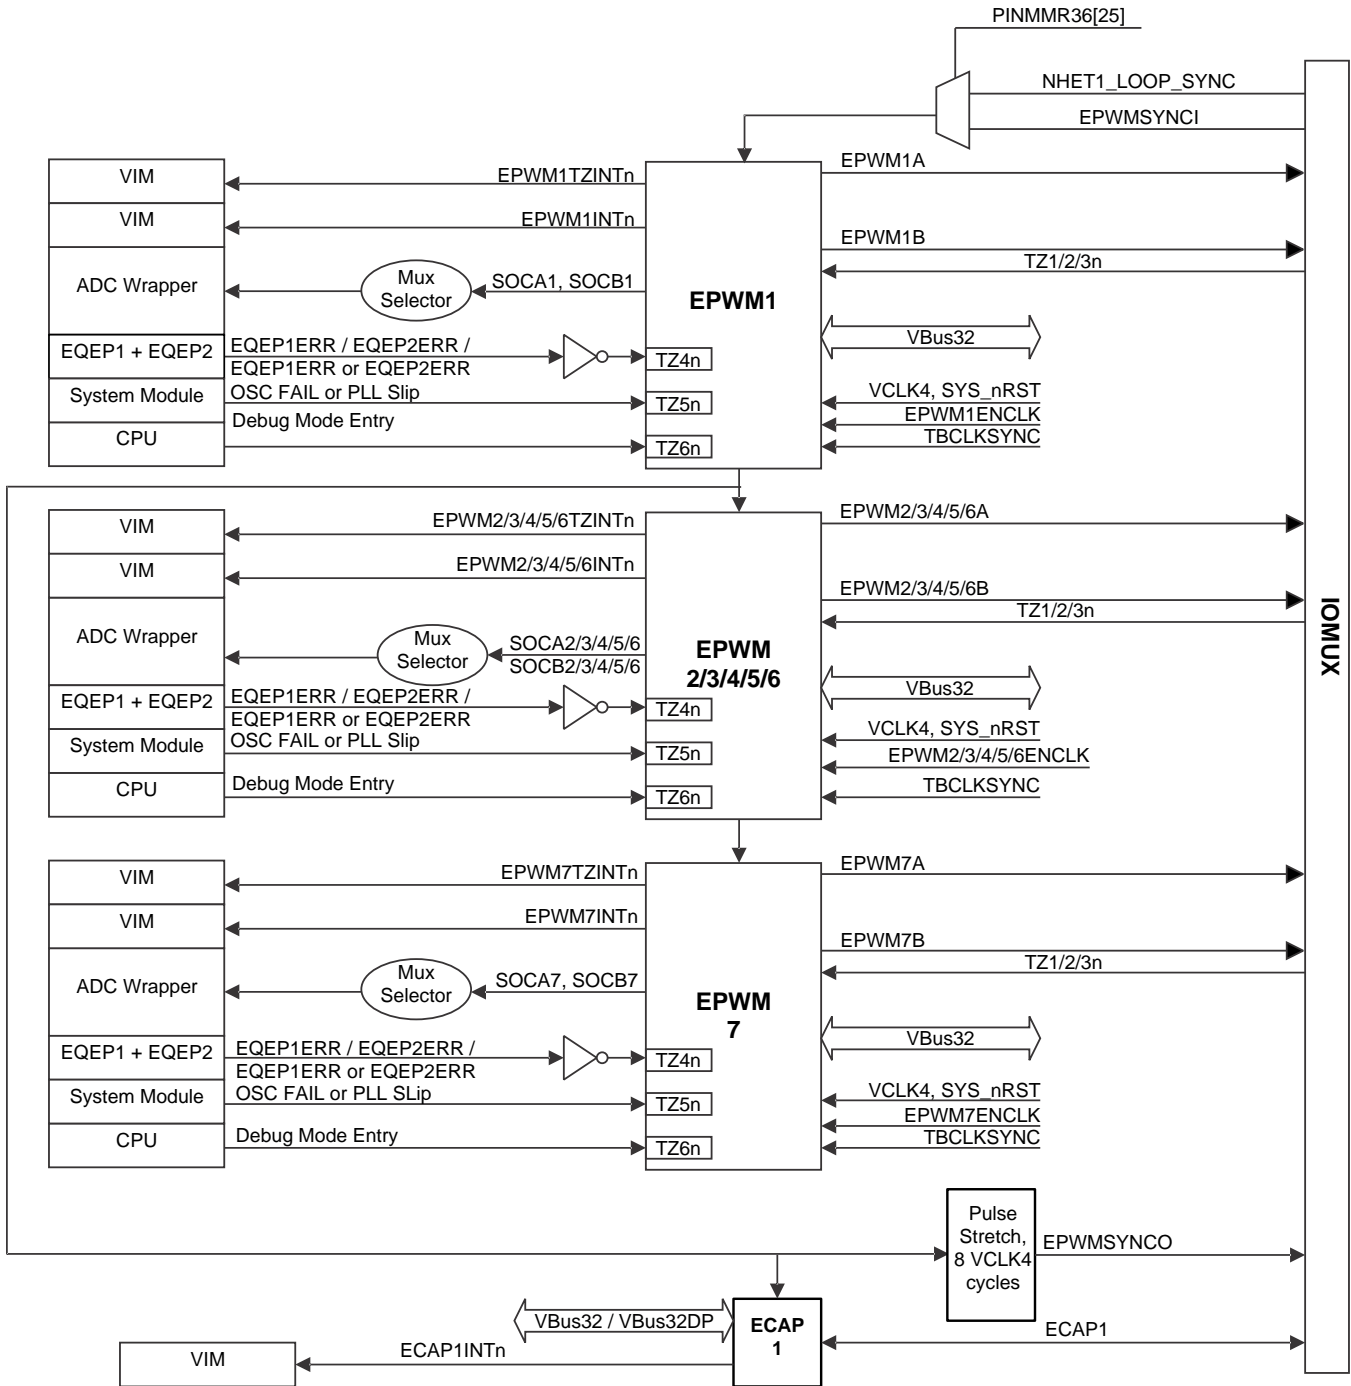 PINMMR36[25]
NHET1_LOOP_SYNC
EPWMSYNCI
VIM
EPWM1TZINTn
EPWM1A
VIM
EPWM1INTn
EPWM1B
TZ1/2/3n
ADC Wrapper
Mux
Selector
SOCA1, SOCB1
EPWM1
VBus32
EQEP1 + EQEP2
EQEP1ERR / EQEP2ERR /
EQEP1ERR or EQEP2ERR
TZ4n
System Module
OSC FAIL or PLL Slip
TZ5n
VCLK4, SYS_nRST
EPWM1ENCLK
CPU
Debug Mode Entry
TZ6n
TBCLKSYNC
VIM
EPWM2/3/4/5/6TZINTn
EPWM2/3/4/5/6A
VIM
EPWM2/3/4/5/6INTn
EPWM2/3/4/5/6B
TZ1/2/3n
IOMUX
ADC Wrapper
Mux
Selector
SOCA2/3/4/5/6
SOCB2/3/4/5/6
EPWM
2/3/4/5/6
VBus32
EQEP1 + EQEP2
EQEP1ERR / EQEP2ERR /
EQEP1ERR or EQEP2ERR
TZ4n
System Module
OSC FAIL or PLL Slip
TZ5n
VCLK4, SYS_nRST
EPWM2/3/4/5/6ENCLK
CPU
Debug Mode Entry
TZ6n
TBCLKSYNC
VIM
EPWM7TZINTn
EPWM7A
VIM
EPWM7INTn
EPWM7B
TZ1/2/3n
ADC Wrapper
Mux
Selector
SOCA7, SOCB7
EPWM
7
VBus32
EQEP1 + EQEP2
EQEP1ERR / EQEP2ERR /
EQEP1ERR or EQEP2ERR
TZ4n
System Module
OSC FAIL or PLL SLip
TZ5n
VCLK4, SYS_nRST
EPWM7ENCLK
CPU
Debug Mode Entry
TZ6n
TBCLKSYNC
Pulse
Stretch,
8 VCLK4
cycles
EPWMSYNCO
VBus32 / VBus32DP
ECAP
1
ECAP1
VIM
ECAP1INTn